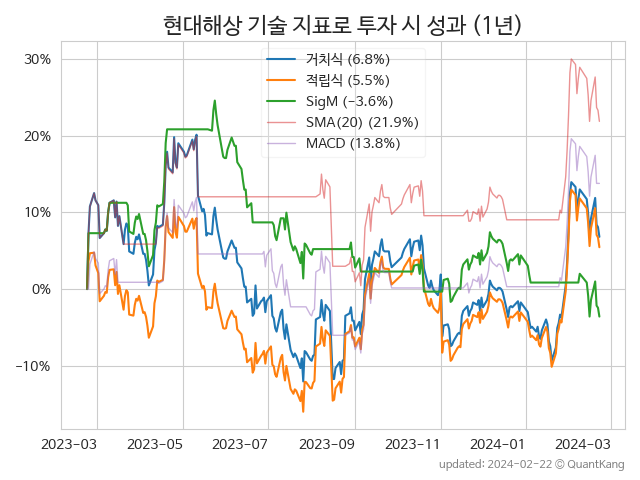 현대해상 기술 지표로 투자 시 성과 (1년)
거치식 (6.8%)
적립식 (5.5%)
SigM (−3.6%)
SMA(20) (21.9%)
MACD (13.8%)
30%
20%
10%
0%
−10%
2023-03 2023-05 2023-07 2023-09 2023-11 2024-01 2024-03
updated: 2024-02-22 © QuantKang